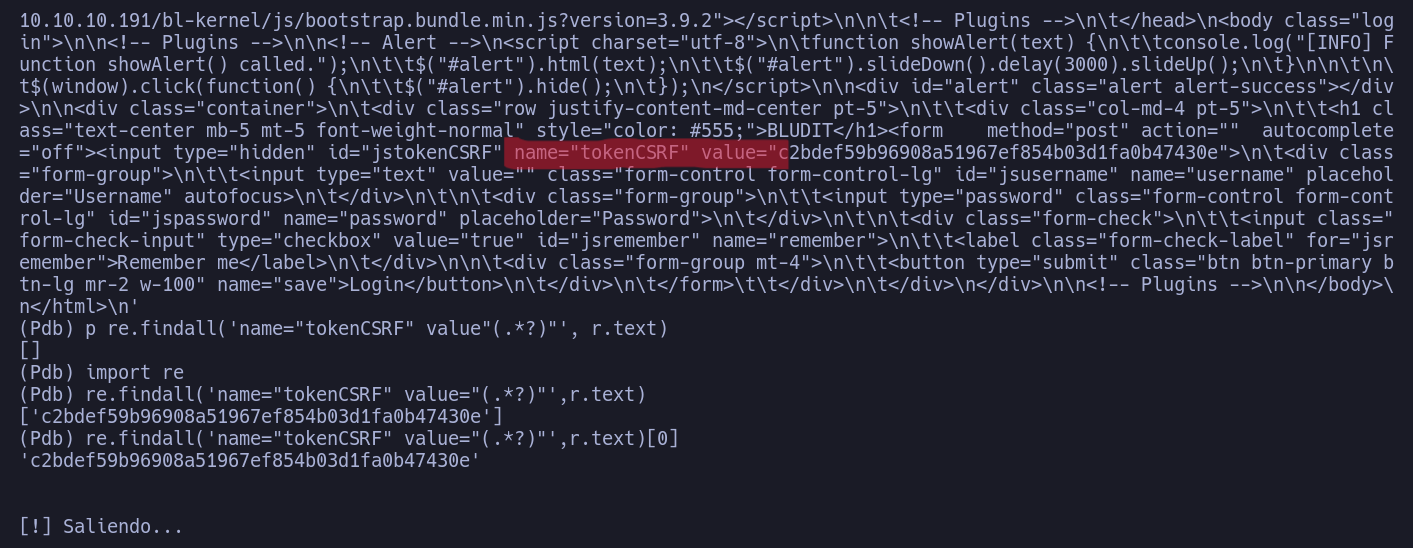 10.10.10.191/bl-kernel/js/bootstrap.bundle.min.js?version=3.9.2"></script>\n\n\t<!-- Plugins -->\n\t</head>\n<body class="log
in">\n\n<!-- Plugins -->\n\n<!-- Alert -->\n<script charset="utf-8">\n\tfunction showAlert(text) {\n\t\tconsole.log("[INFO] F
unction showAlert() called.");\n\t\t$("#alert").html(text);\n\t\t$("#alert").slideDown().delay(3000).slideUp();\n\t}\n\n\t\n\
t$(window).click(function() {\n\t\t$("#alert").hide();\n\t});\n</script>\n\n<div id="alert" class="alert alert-success"></div
>\n\n<div class="container">\n\t<div class="row justify-content-md-center pt-5">\n\t\t<div class="col-md-4 pt-5">\n\t\t<h1 cl
ass="text-center mb-5 mt-5 font-weight-normal" style="color: #555;">BLUDIT</h1><form    method="post" action=""  autocomplete
="off"><input type="hidden" id="jstokenCSRF" name="tokenCSRF" value="c2bdef59b96908a51967ef854b03d1fa0b47430e">\n\t<div class
="form-group">\n\t\t<input type="text" value="" class="form-control form-control-lg" id="jsusername" name="username" placehol
der="Username" autofocus>\n\t</div>\n\t\n\t<div class="form-group">\n\t\t<input type="password" class="form-control form-cont
rol-lg" id="jspassword" name="password" placeholder="Password">\n\t</div>\n\t\n\t<div class="form-check">\n\t\t<input class="
form-check-input" type="checkbox" value="true" id="jsremember" name="remember">\n\t\t<label class="form-check-label" for="jsr
emember">Remember me</label>\n\t</div>\n\n\t<div class="form-group mt-4">\n\t\t<button type="submit" class="btn btn-primary b
tn-lg mr-2 w-100" name="save">Login</button>\n\t</div>\n\t</form>\t\t</div>\n\t</div>\n</div>\n\n<!-- Plugins -->\n\n</body>\
n</html>\n'
(Pdb) p re.findall('name="tokenCSRF" value"(.*?)"', r.text)
[]
(Pdb) import re
(Pdb) re.findall('name="tokenCSRF" value="(.*?)"',r.text)
['c2bdef59b96908a51967ef854b03d1fa0b47430e']
(Pdb) re.findall('name="tokenCSRF" value="(.*?)"',r.text)[0]
'c2bdef59b96908a51967ef854b03d1fa0b47430e'
[!] Saliendo...